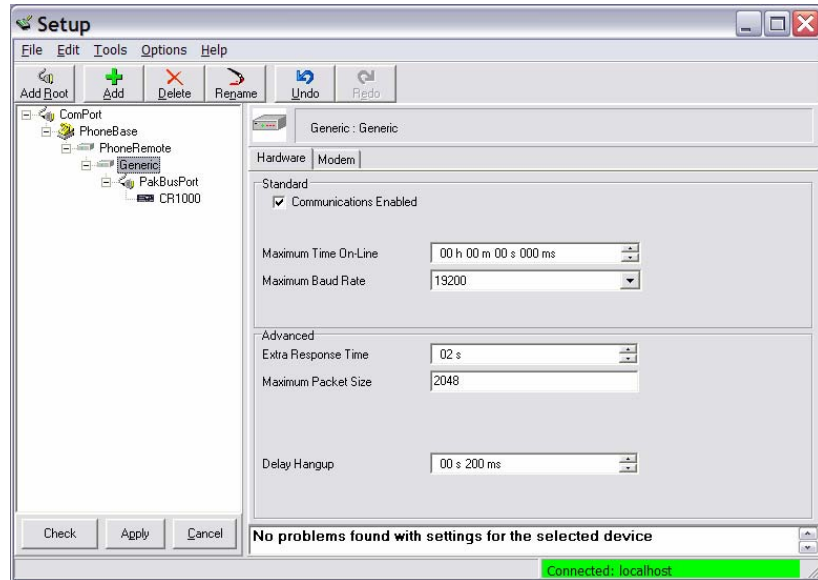 Setup
File Edit Tools Options Help
Add Root Add Delete Rename Undo Redo
ComPort
PhoneBase
PhoneRemote
Generic
PakBusPort
CR1000
Generic : Generic
Hardware Modem
Standard
Communications Enabled
Maximum Time On-Line 00 h 00 m 00 s 000 ms
Maximum Baud Rate 19200
Advanced
Extra Response Time 02 s
Maximum Packet Size 2048
Delay Hangup 00 s 200 ms
Check Apply Cancel
No problems found with settings for the selected device
Connected: localhost